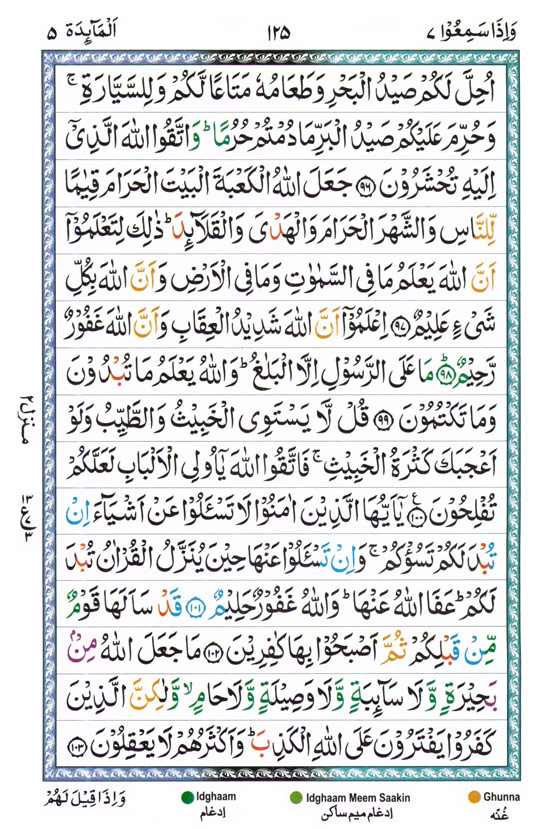 وَاِذَا سَمِعُوْا ٧
١٢٥
اَلْمَآئِدَة ٥
اُحِلَّ لَكُمْ صَيْدُ الْبَحْرِ وَطَعَامُهٗ مَتَاعًا لَّكُمْ وَلِلسَّيَّارَةِ ۚ
وَحُرِّمَ عَلَيْكُمْ صَيْدُ الْبَرِّ مَا دُمْتُمْ حُرُمًا ؕ وَاتَّقُوا اللّٰهَ الَّذِیْۤ
اِلَيْهِ تُحْشَرُوْنَ ﴿٩٦﴾ جَعَلَ اللّٰهُ الْكَعْبَةَ الْبَيْتَ الْحَرَامَ قِيٰمًا
لِّلنَّاسِ وَالشَّهْرَ الْحَرَامَ وَالْهَدْیَ وَالْقَلَآئِدَ ؕ ذٰلِكَ لِتَعْلَمُوْۤا
اَنَّ اللّٰهَ يَعْلَمُ مَا فِی السَّمٰوٰتِ وَمَا فِی الْاَرْضِ وَاَنَّ اللّٰهَ بِكُلِّ
شَیْءٍ عَلِيْمٌ ﴿٩٧﴾ اِعْلَمُوْۤا اَنَّ اللّٰهَ شَدِيْدُ الْعِقَابِ وَاَنَّ اللّٰهَ غَفُوْرٌ
رَّحِيْمٌ ﴿٩٨﴾ؕ مَا عَلَی الرَّسُوْلِ اِلَّا الْبَلٰغُ ؕ وَاللّٰهُ يَعْلَمُ مَا تُبْدُوْنَ
وَمَا تَكْتُمُوْنَ ﴿٩٩﴾ قُلْ لَّا يَسْتَوِی الْخَبِيْثُ وَالطَّيِّبُ وَلَوْ
اَعْجَبَكَ كَثْرَةُ الْخَبِيْثِ ۚ فَاتَّقُوا اللّٰهَ يٰۤاُولِی الْاَلْبَابِ لَعَلَّكُمْ
تُفْلِحُوْنَ ﴿١٠٠﴾ يٰۤاَيُّهَا الَّذِيْنَ اٰمَنُوْا لَا تَسْـَٔلُوْا عَنْ اَشْيَآءَ اِنْ
تُبْدَ لَكُمْ تَسُؤْكُمْ ۚ وَاِنْ تَسْـَٔلُوْا عَنْهَا حِيْنَ يُنَزَّلُ الْقُرْاٰنُ تُبْدَ
لَكُمْ ؕ عَفَا اللّٰهُ عَنْهَا ؕ وَاللّٰهُ غَفُوْرٌ حَلِيْمٌ ﴿١٠١﴾ قَدْ سَاَلَهَا قَوْمٌ
مِّنْ قَبْلِكُمْ ثُمَّ اَصْبَحُوْا بِهَا كٰفِرِيْنَ ﴿١٠٢﴾ مَا جَعَلَ اللّٰهُ مِنْۢ
بَحِيْرَةٍ وَّلَا سَآئِبَةٍ وَّلَا وَصِيْلَةٍ وَّلَا حَامٍ ۙ وَّلٰكِنَّ الَّذِيْنَ
كَفَرُوْا يَفْتَرُوْنَ عَلَی اللّٰهِ الْكَذِبَ ؕ وَاَكْثَرُهُمْ لَا يَعْقِلُوْنَ ﴿١٠٣﴾
منزل ٢
وَاِذَا قِيْلَ لَهُمْ
Idghaam
إدغام
Idghaam Meem Saakin
إدغام ميم ساكن
Ghunna
غُنّه